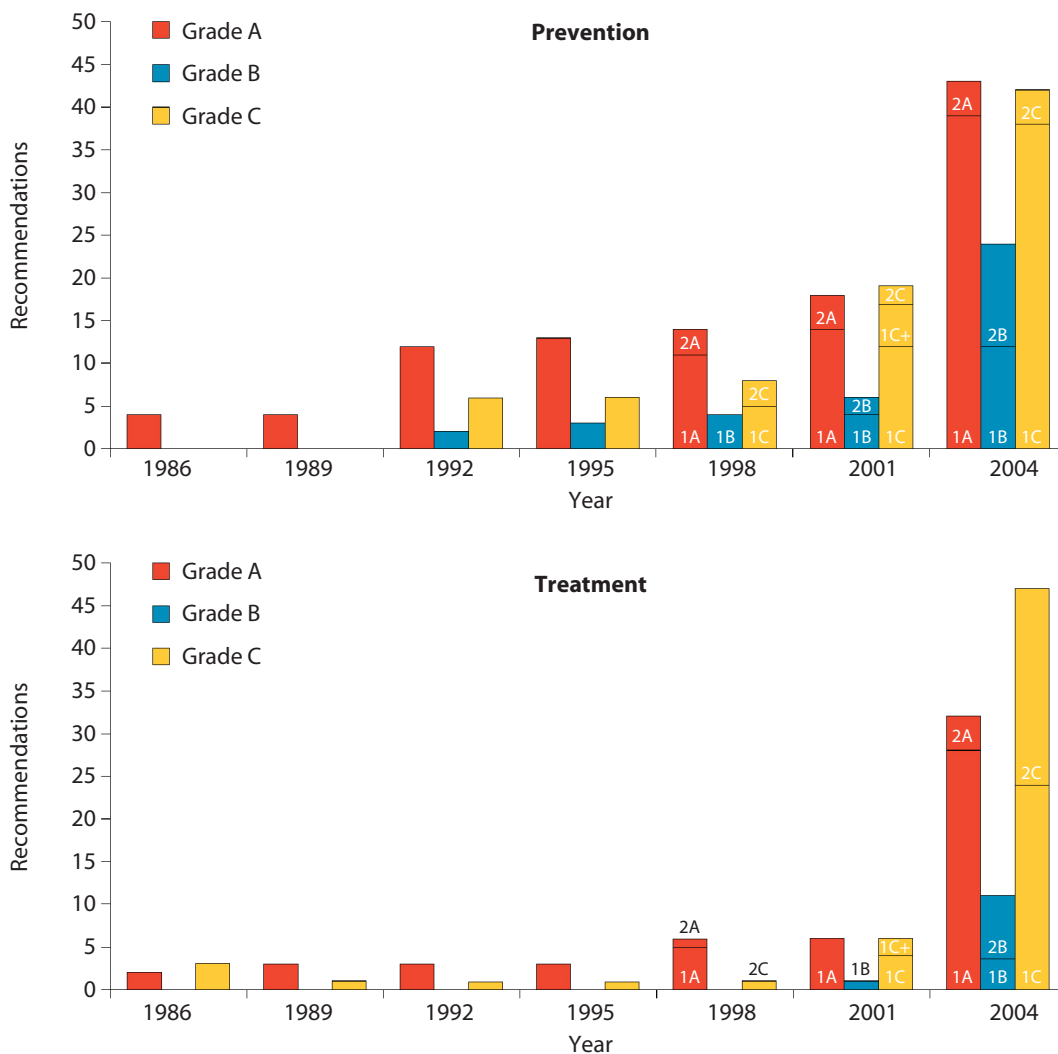 Prevention
Grade A
Grade B
Grade C
50
45
40
35
30
25
20
15
10
5
0
Recommendations
2A
1A
1B
2C
1C
2A
1A
2B
1B
2C
1C+
1C
2A
1A
2B
1B
2C
1C
1986 1989 1992 1995 1998 2001 2004
Year
Treatment
Grade A
Grade B
Grade C
50
45
40
35
30
25
20
15
10
5
0
Recommendations
2A
1A
2C
1A
1B
1C+
1C
2A
1A
2B
1B
2C
1C
1986 1989 1992 1995 1998 2001 2004
Year